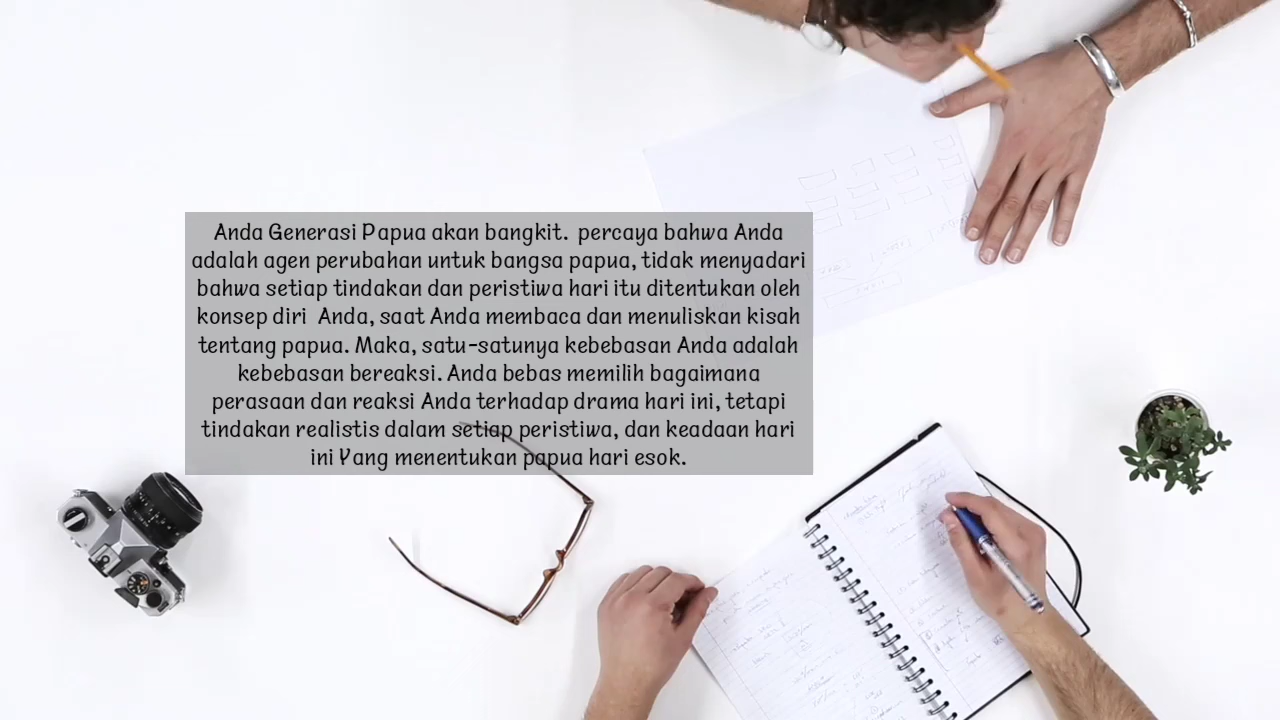 Anda Generasi Papua akan bangkit.  percaya bahwa Anda
adalah agen perubahan untuk bangsa papua, tidak menyadari
bahwa setiap tindakan dan peristiwa hari itu ditentukan oleh
konsep diri  Anda, saat Anda membaca dan menuliskan kisah
tentang papua. Maka, satu-satunya kebebasan Anda adalah
kebebasan bereaksi. Anda bebas memilih bagaimana
perasaan dan reaksi Anda terhadap drama hari ini, tetapi
tindakan realistis dalam setiap peristiwa, dan keadaan hari
ini Yang menentukan papua hari esok.